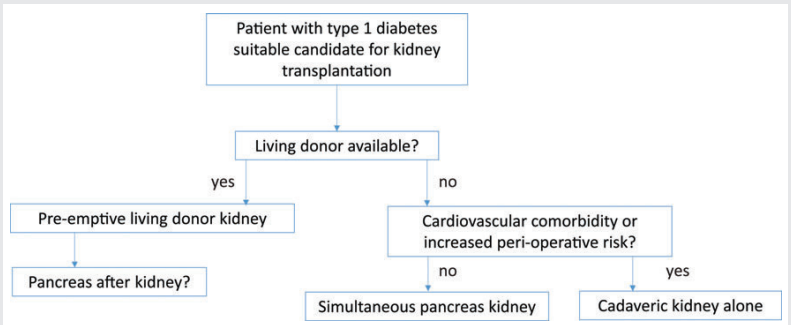 Patient with type 1 diabetes
suitable candidate for kidney
transplantation
Living donor available?
yes
no
Pre-emptive living donor kidney
Cardiovascular comorbidity or
increased peri-operative risk?
Pancreas after kidney?
no
yes
Simultaneous pancreas kidney
Cadaveric kidney alone